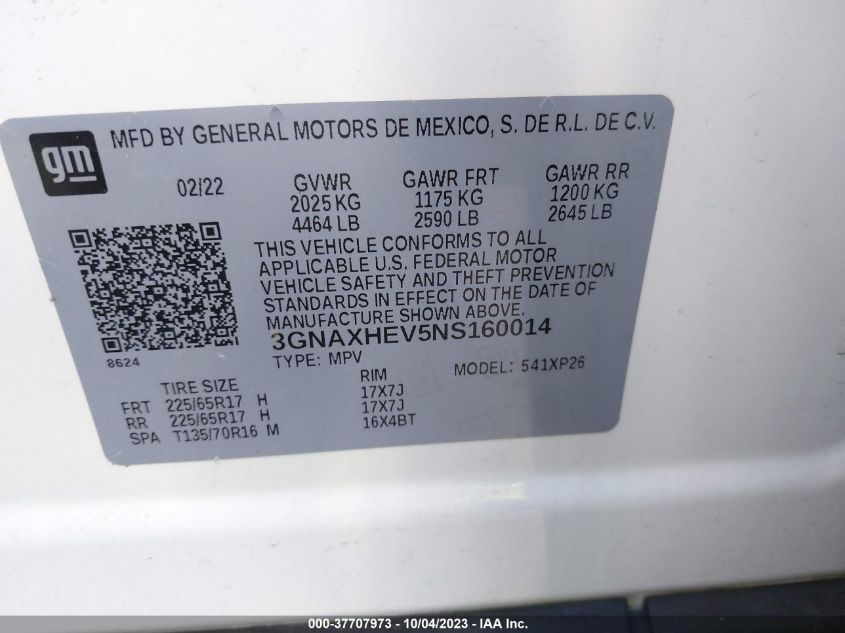 gm
MFD BY GENERAL MOTORS DE MEXICO, S. DE R.L. DE C.V.
02/22 GVWR GAWR FRT GAWR RR
2025 KG 1175 KG 1200 KG
4464 LB 2590 LB 2645 LB
THIS VEHICLE CONFORMS TO ALL
APPLICABLE U.S. FEDERAL MOTOR
VEHICLE SAFETY AND THEFT PREVENTION
STANDARDS IN EFFECT ON THE DATE OF
MANUFACTURE SHOWN ABOVE.
3GNAXHEV5NS160014
8624
TYPE: MPV MODEL: 541XP26
TIRE SIZE RIM
FRT 225/65R17 H 17X7J
RR 225/65R17 H 17X7J
SPA T135/70R16 M 16X4BT
000-37707973 - 10/04/2023 - IAA Inc.